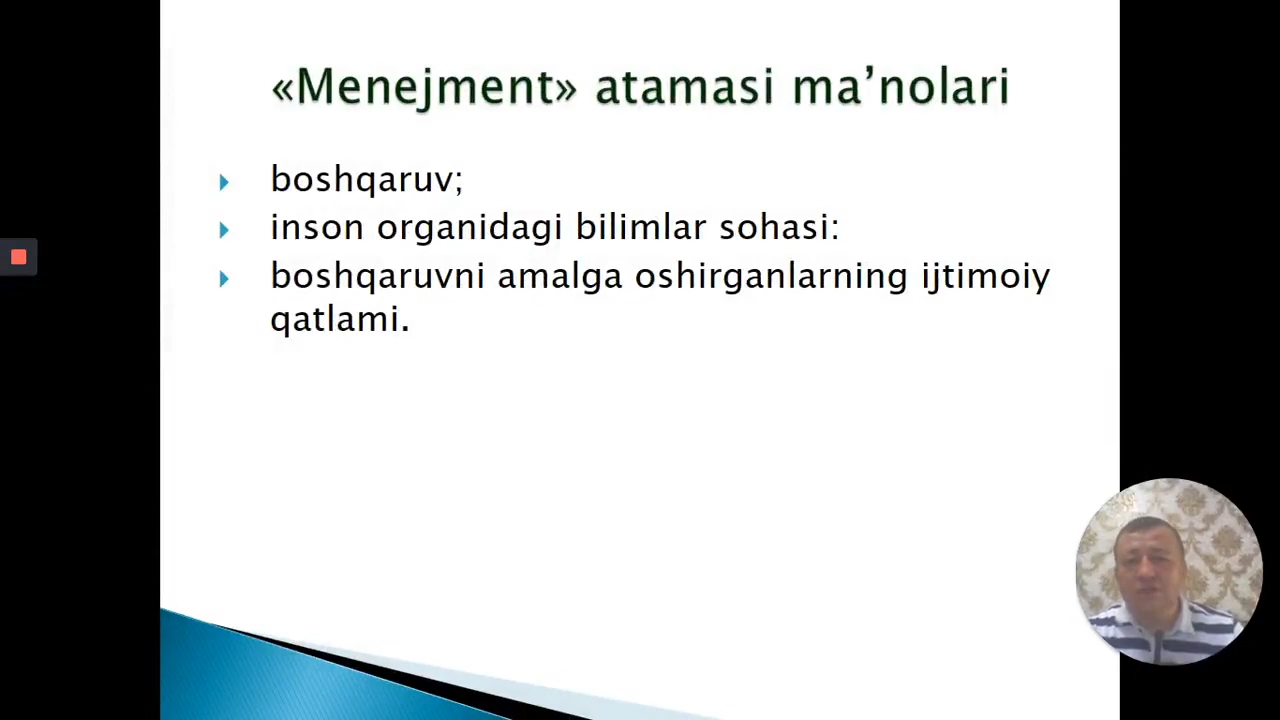 «Menejment» atamasi ma’nolari
boshqaruv;
inson organidagi bilimlar sohasi:
boshqaruvni amalga oshirganlarning ijtimoiy
qatlami.